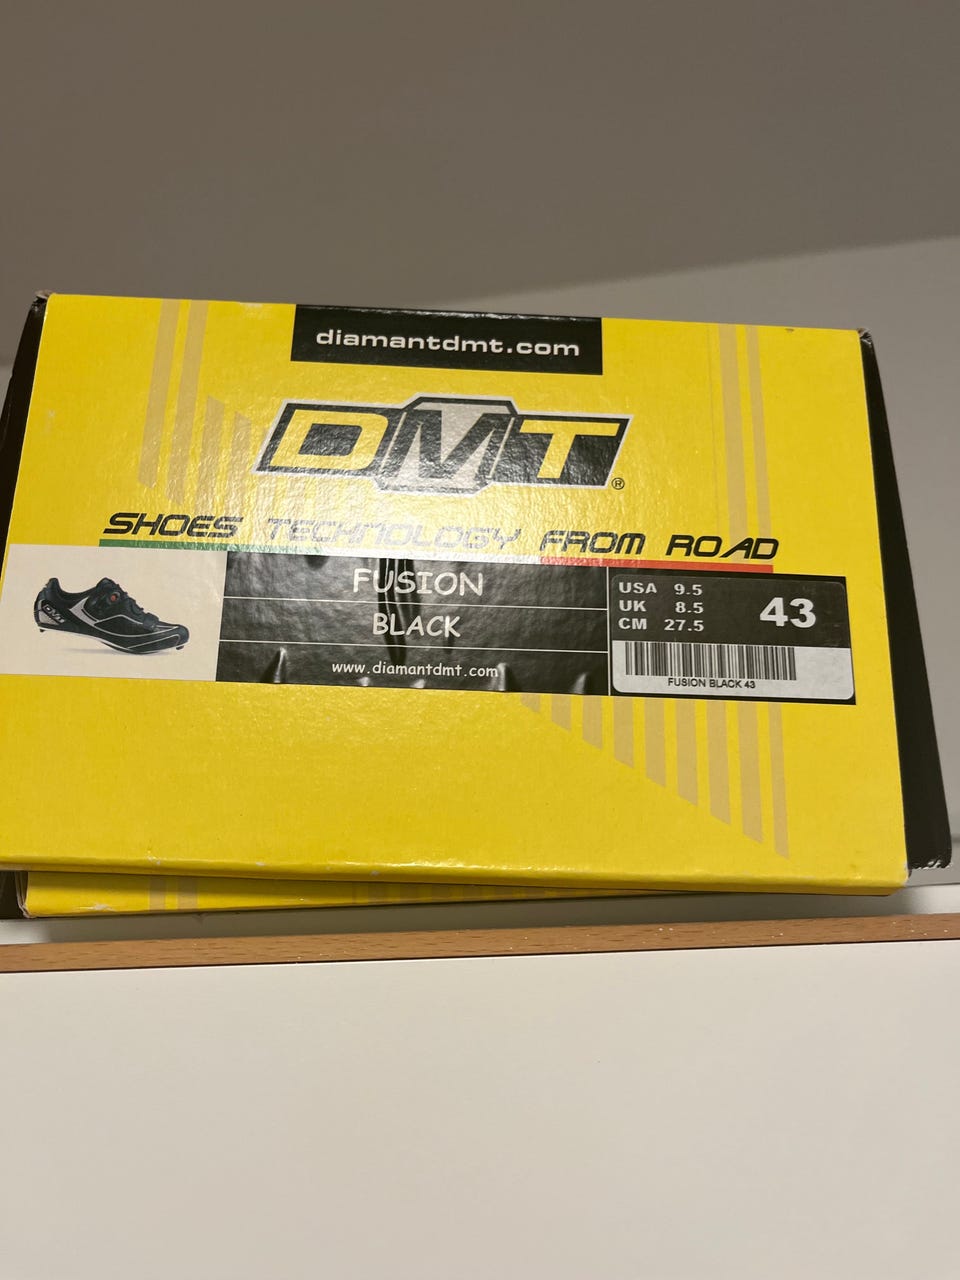 diamantdmt.com
DMT®
SHOES TECHNOLOGY FROM ROAD
DMT
FUSION
BLACK
www.diamantdmt.com
USA 9.5
UK 8.5
CM 27.5
43
FUSION BLACK 43